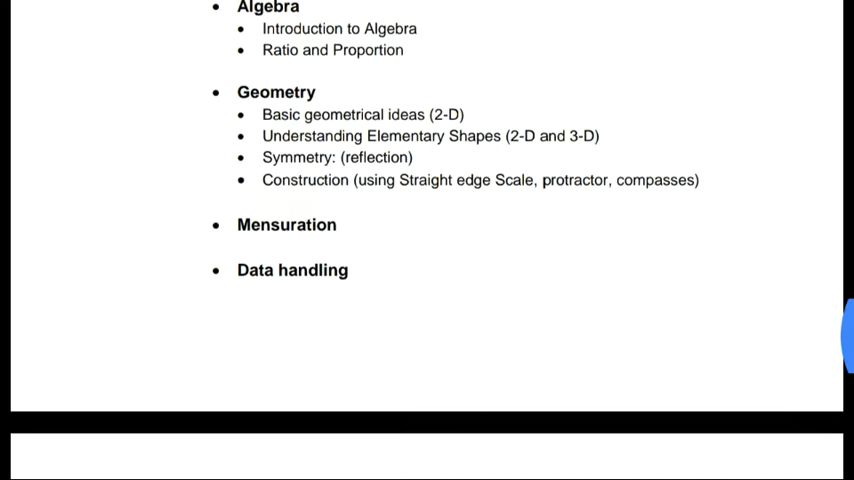 • Algebra
• Introduction to Algebra
• Ratio and Proportion
• Geometry
• Basic geometrical ideas (2-D)
• Understanding Elementary Shapes (2-D and 3-D)
• Symmetry: (reflection)
• Construction (using Straight edge Scale, protractor, compasses)
• Mensuration
• Data handling